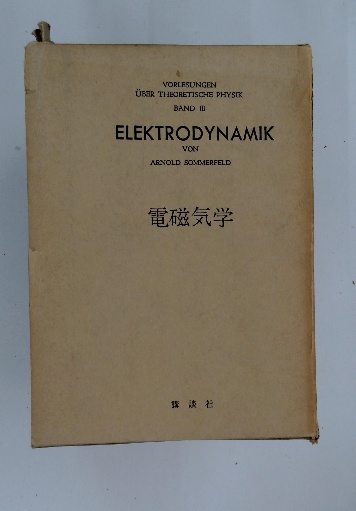 VORLESUNGEN
ÜBER THEORETISCHE PHYSIK
BAND III
ELEKTRODYNAMIK
VON
ARNOLD SOMMERFELD
電磁気学
講談社